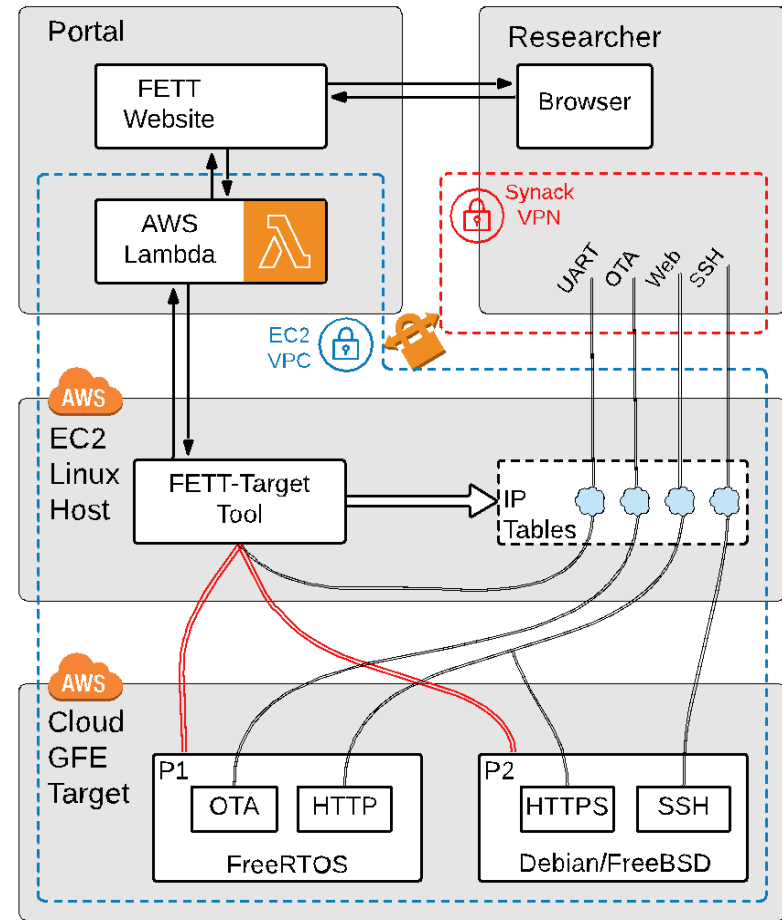 Portal
Researcher
FETT
Website
Browser
AWS
Lambda
Synack
VPN
UART
OTA
Web
SSH
EC2
VPC
AWS
EC2
Linux
Host
FETT-Target
Tool
IP
Tables
AWS
Cloud
GFE
Target
P1
OTA
HTTP
FreeRTOS
P2
HTTPS
SSH
Debian/FreeBSD